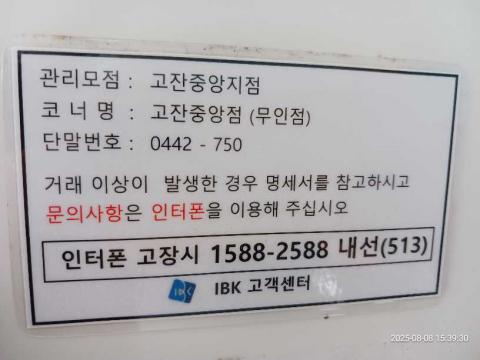 관리모점 : 고잔중앙지점
코 너 명 : 고잔중앙점 (무인점)
단말번호 : 0442 - 750
거래 이상이 발생한 경우 명세서를 참고하시고
문의사항은 인터폰을 이용해 주십시오
인터폰 고장시 1588-2588 내선(513)
IBK 고객센터
2025-08-08 15:39:30